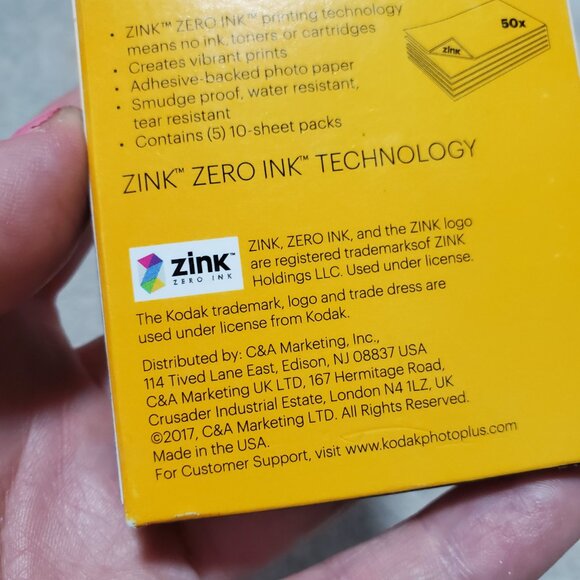 • ZINK™ ZERO INK™ printing technology
means no ink, toners or cartridges
• Creates vibrant prints
• Adhesive-backed photo paper
• Smudge proof, water resistant,
tear resistant
• Contains (5) 10-sheet packs
50x
zink
ZINK™ ZERO INK™ TECHNOLOGY
zink™
ZERO INK
ZINK, ZERO INK, and the ZINK logo
are registered trademarksof ZINK
Holdings LLC. Used under license.
The Kodak trademark, logo and trade dress are
used under license from Kodak.
Distributed by: C&A Marketing, Inc.,
114 Tived Lane East, Edison, NJ 08837 USA
C&A Marketing UK LTD, 167 Hermitage Road,
Crusader Industrial Estate, London N4 1LZ, UK
©2017, C&A Marketing LTD. All Rights Reserved.
Made in the USA.
For Customer Support, visit www.kodakphotoplus.com